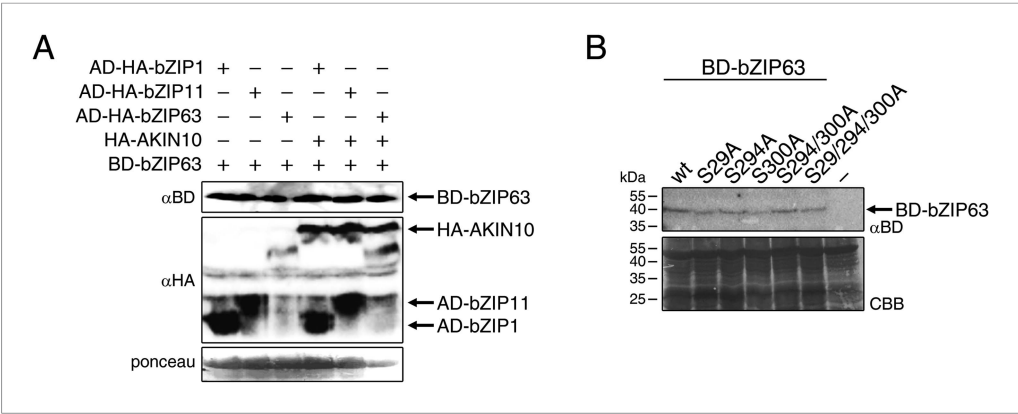 A
AD-HA-bZIP1 + − − + − −
AD-HA-bZIP11 − + − − + −
AD-HA-bZIP63 − − + − − +
HA-AKIN10 − − − + + +
BD-bZIP63 + + + + + +
αBD BD-bZIP63
HA-AKIN10
αHA
AD-bZIP11
AD-bZIP1
ponceau
B
BD-bZIP63
wt S29A S294A S300A S294/300A S29/294/300A −
kDa
55
40 BD-bZIP63
35 αBD
55
40
35
25 CBB